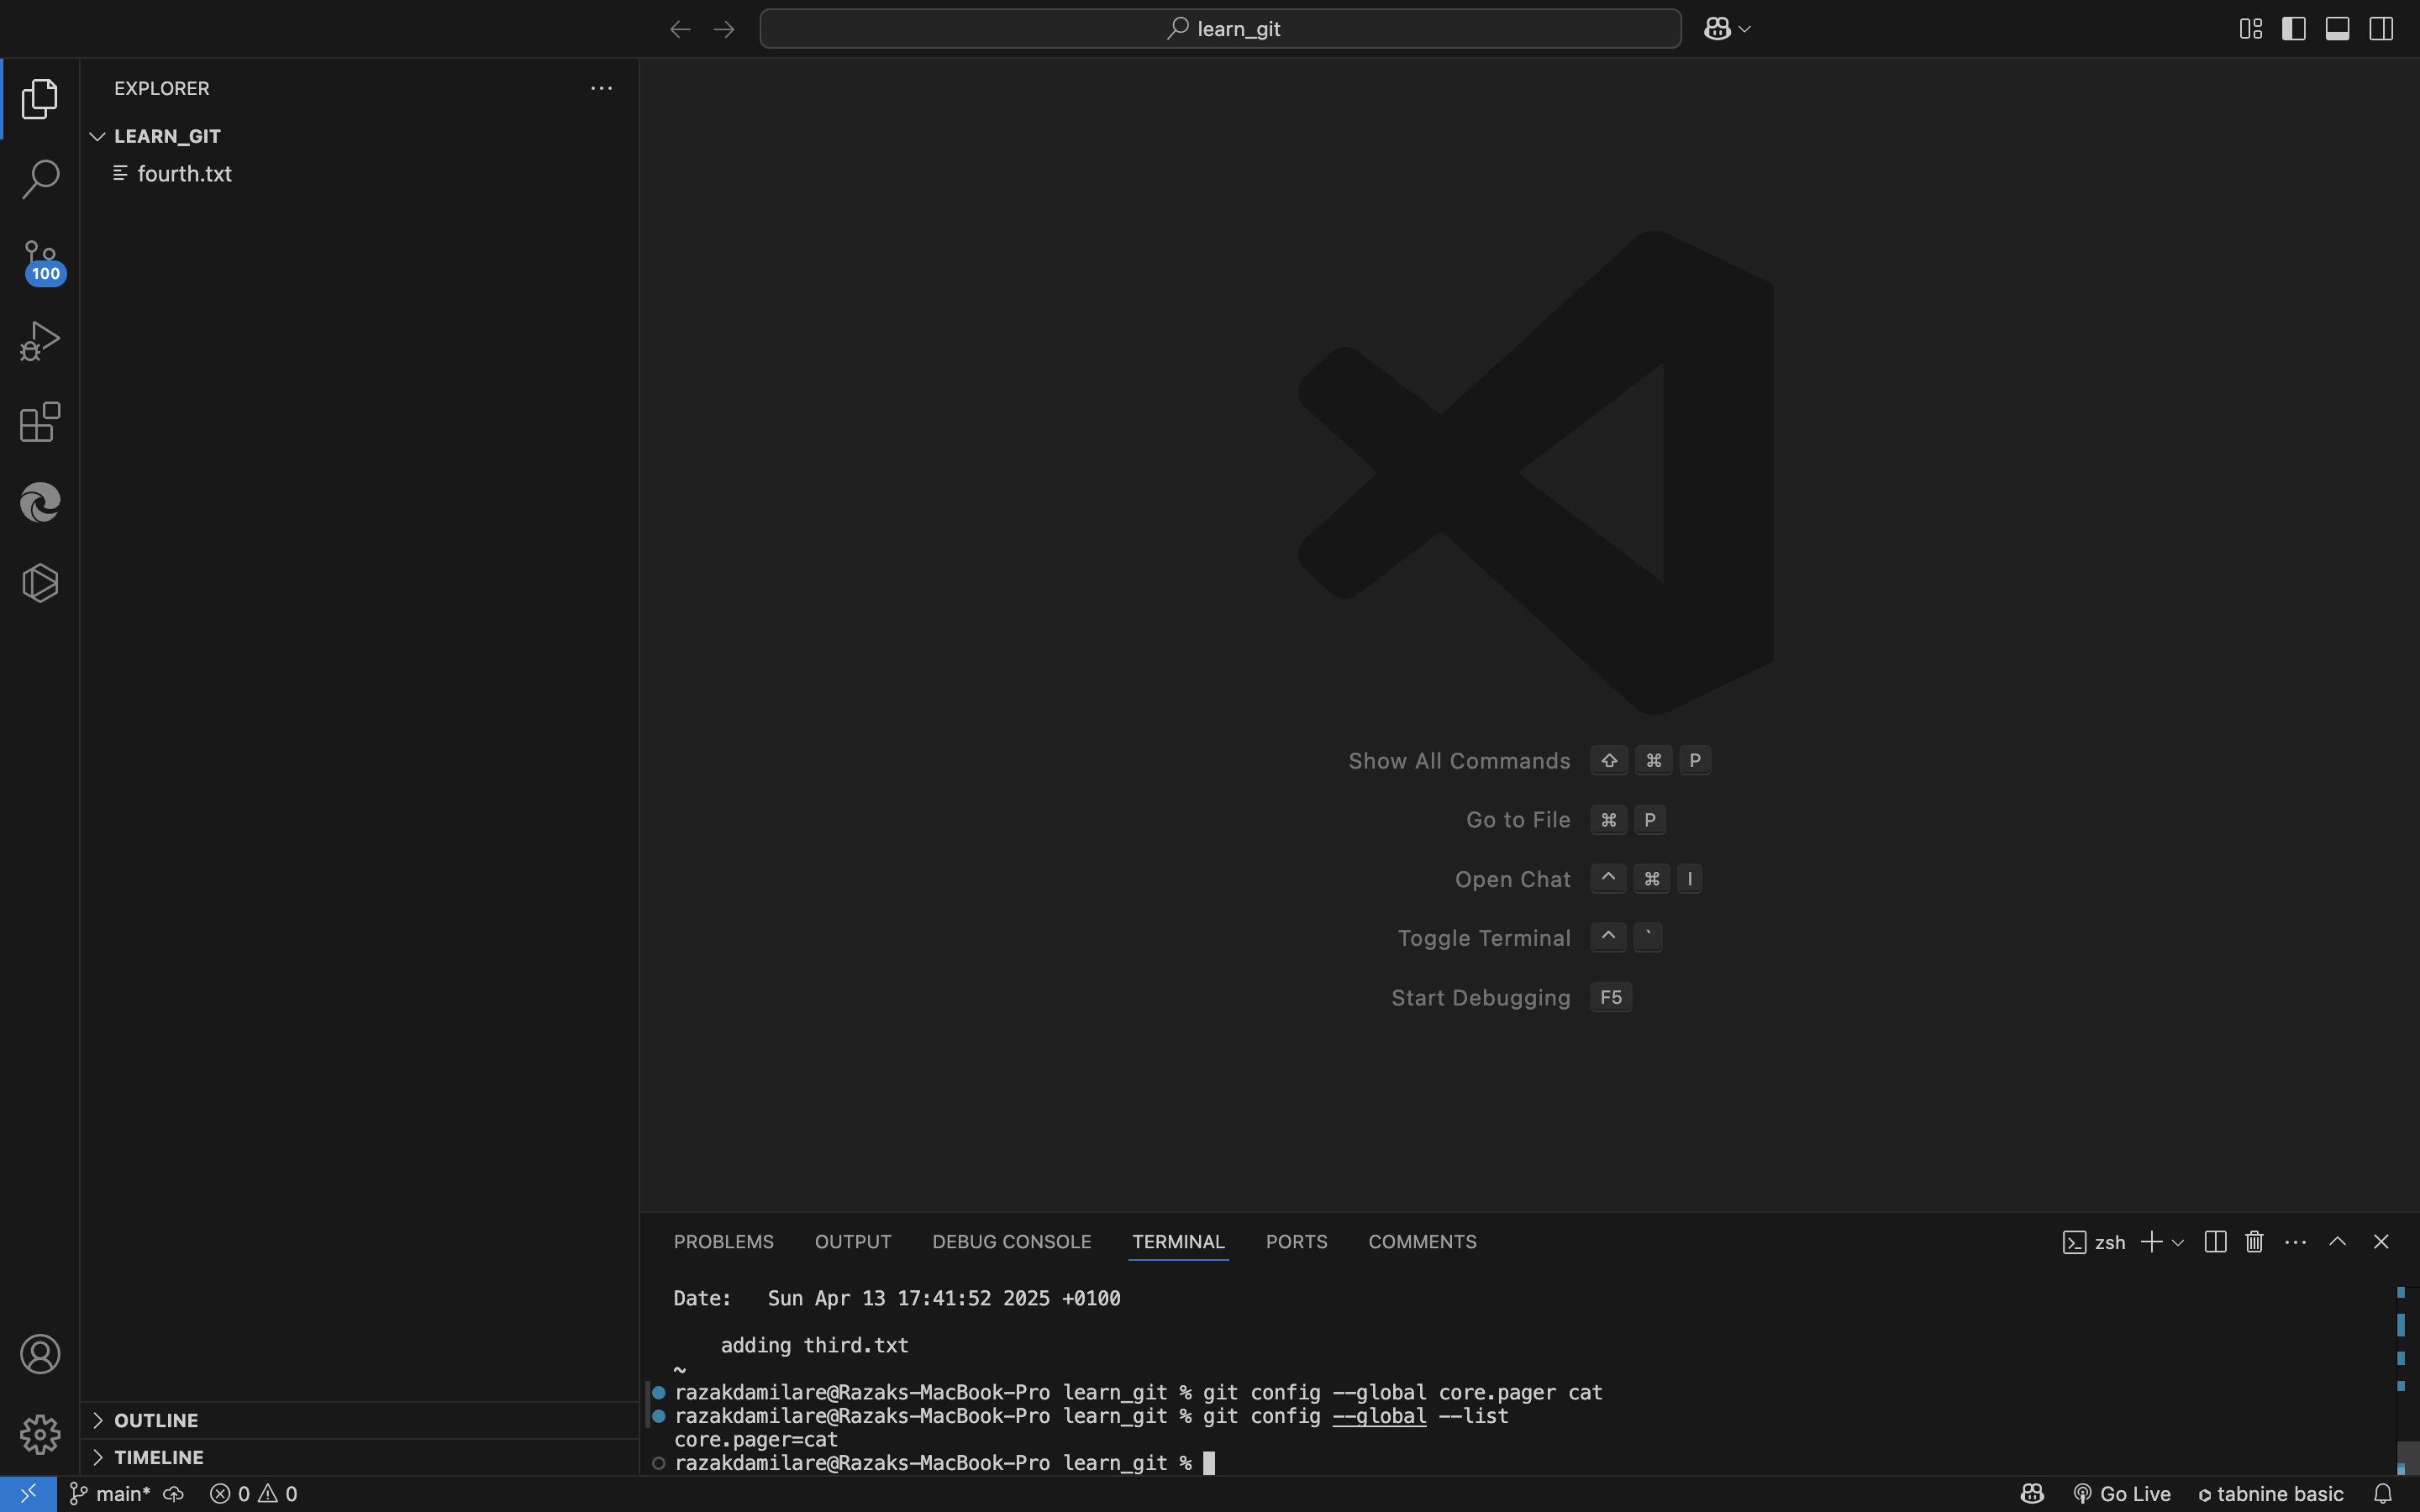 learn_git
EXPLORER
LEARN_GIT
fourth.txt
100
Show All Commands ⇧ ⌘ P
Go to File ⌘ P
Open Chat ^ ⌘ I
Toggle Terminal ^ `
Start Debugging F5
PROBLEMS OUTPUT DEBUG CONSOLE TERMINAL PORTS COMMENTS
zsh
Date:   Sun Apr 13 17:41:52 2025 +0100
adding third.txt
~
razakdamilare@Razaks-MacBook-Pro learn_git % git config --global core.pager cat
razakdamilare@Razaks-MacBook-Pro learn_git % git config --global --list
core.pager=cat
razakdamilare@Razaks-MacBook-Pro learn_git %
OUTLINE
TIMELINE
main* 0 0
Go Live tabnine basic